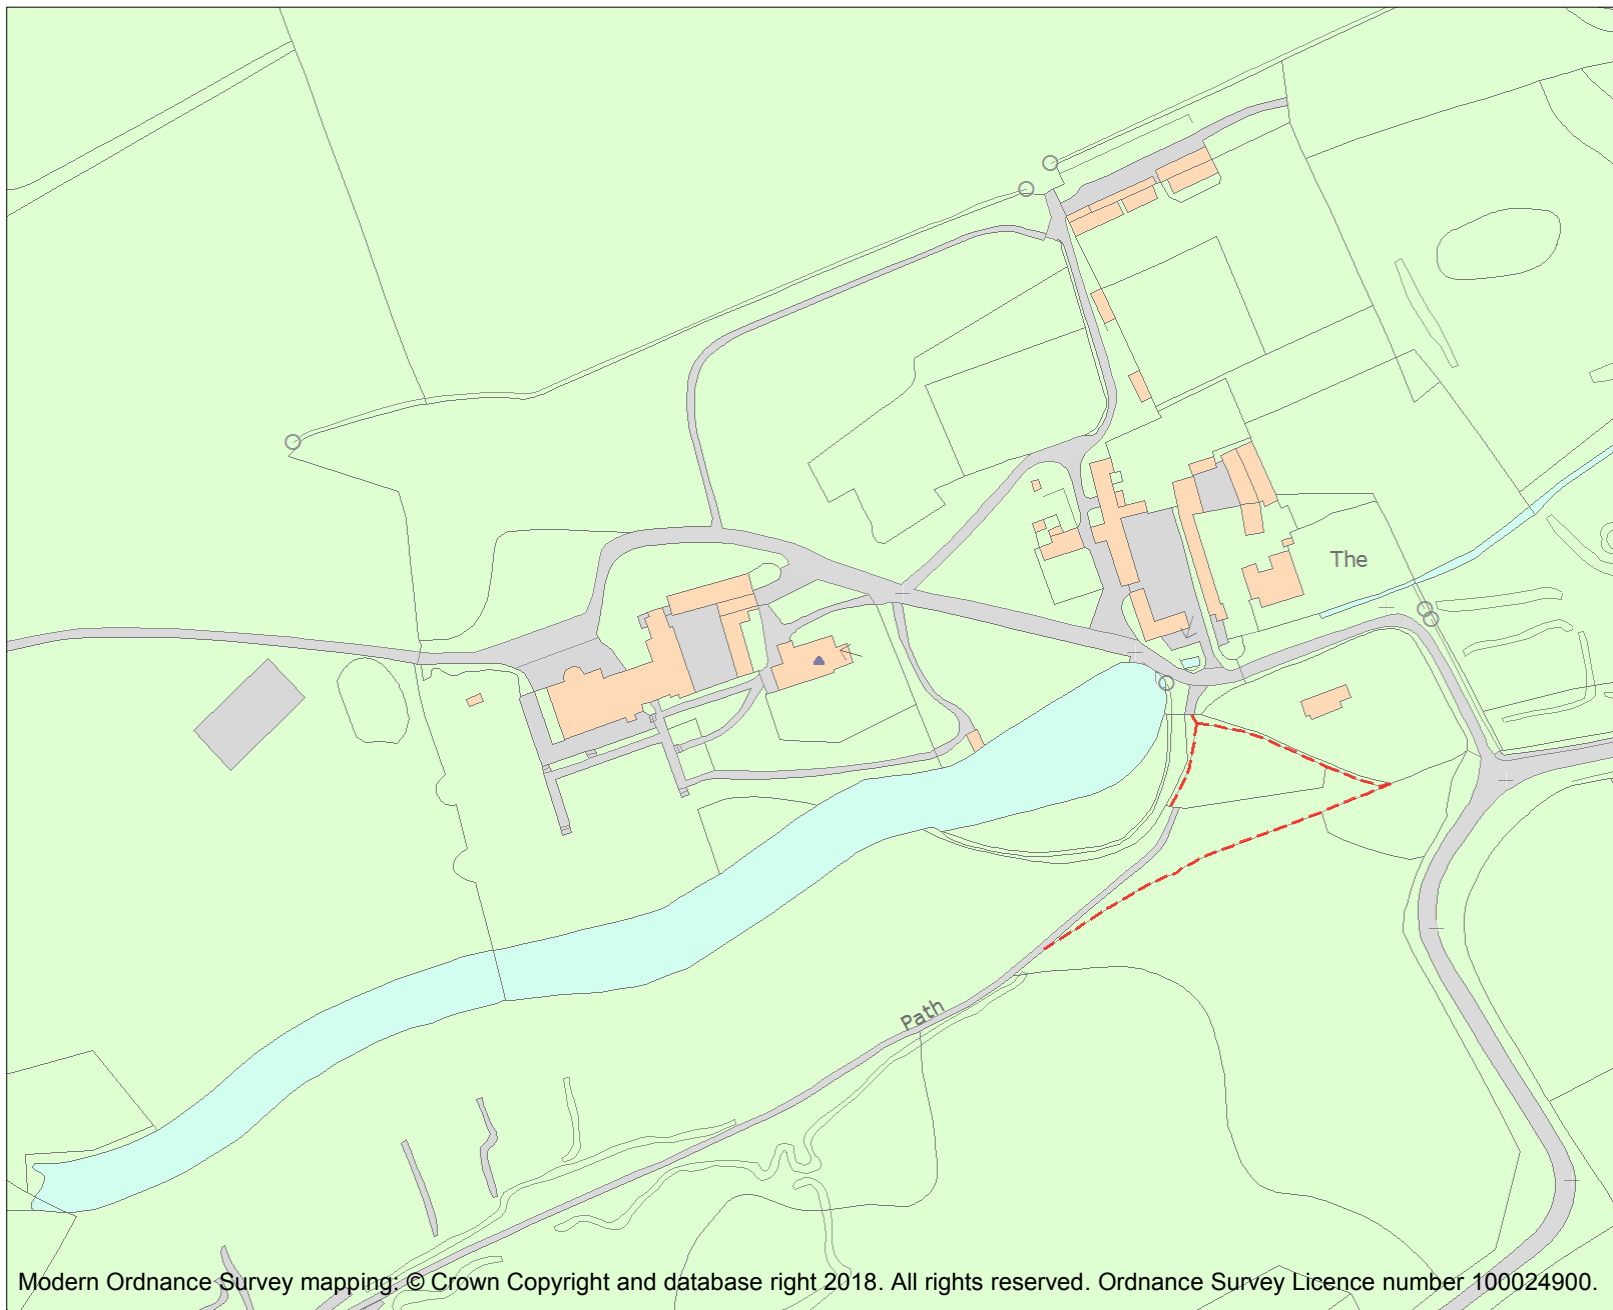 The
Path
Modern Ordnance Survey mapping: © Crown Copyright and database right 2018. All rights reserved. Ordnance Survey Licence number 100024900.